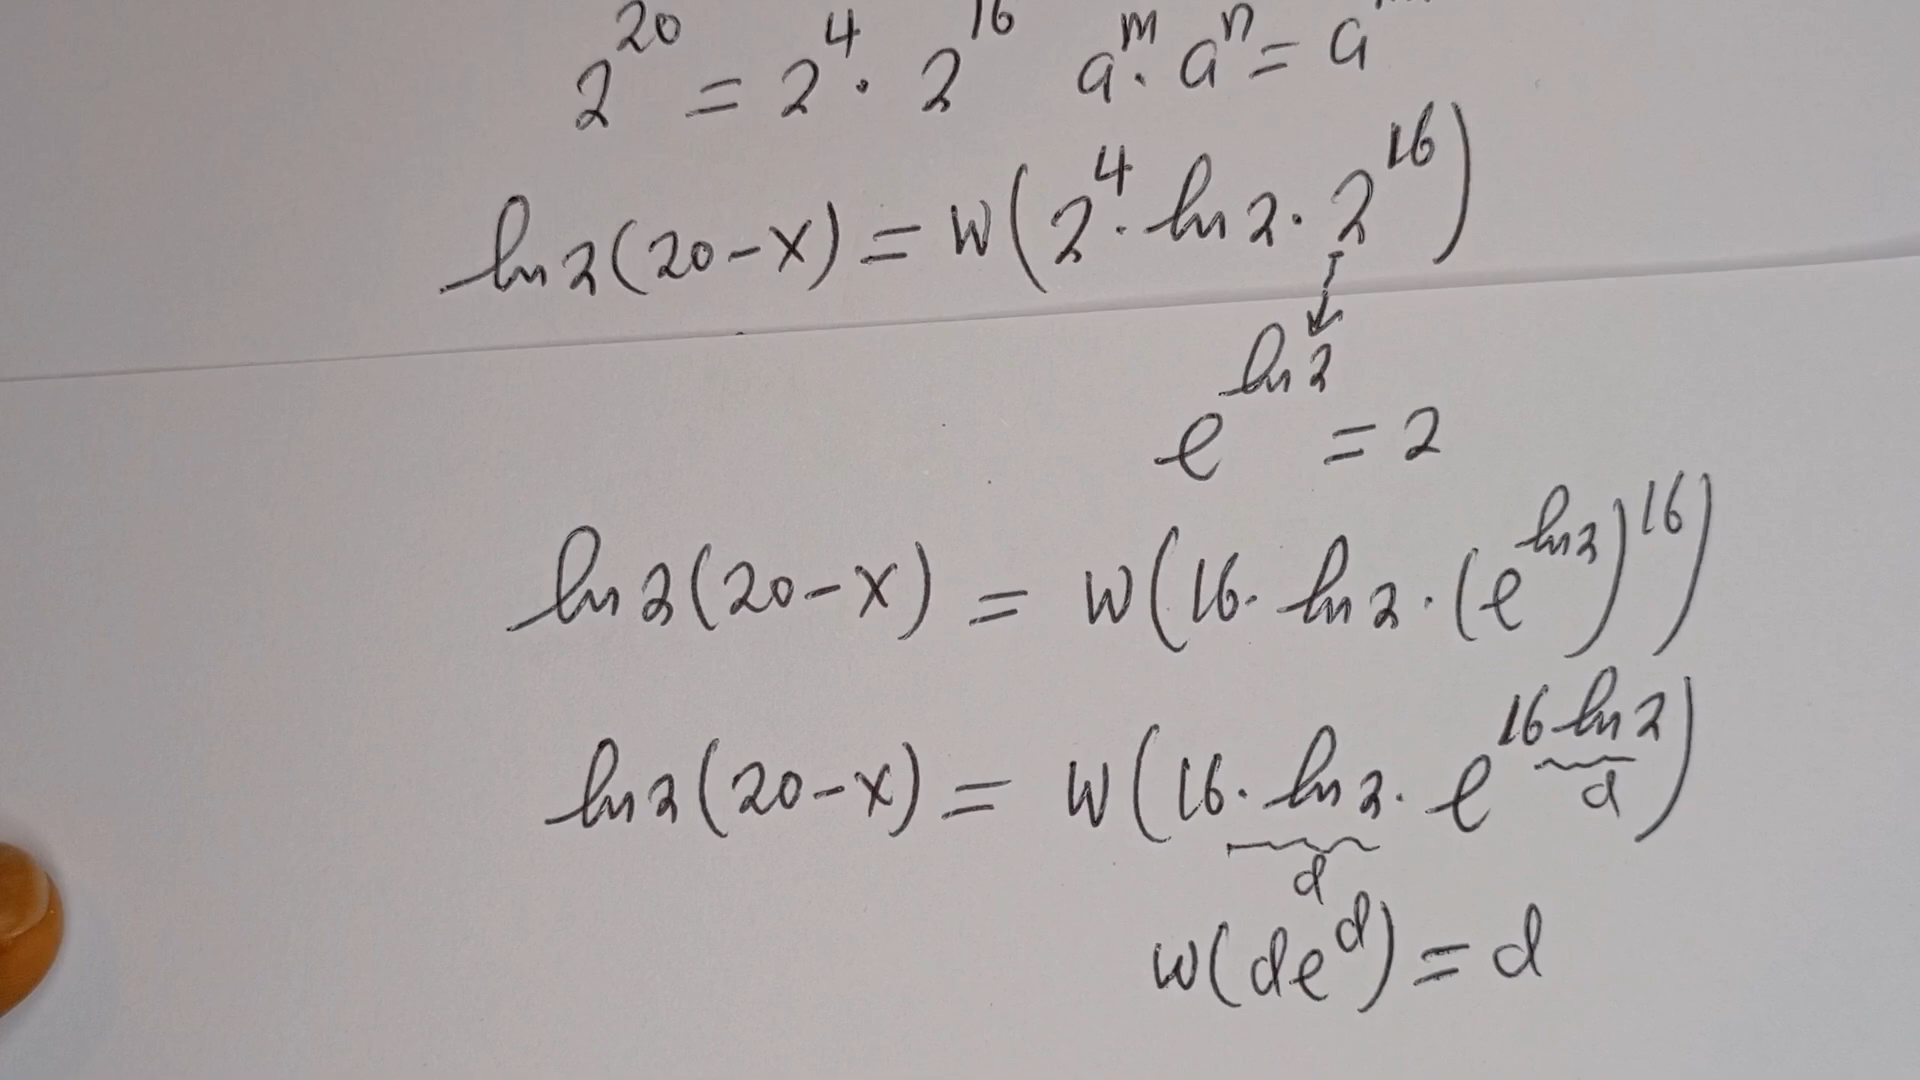 2^20 = 2^4 · 2^16 a^m · a^n = a
ln2(20-x) = W(2^4 · ln2 · 2^16)
e^ln2 = 2
ln2(20-x) = W(16 · ln2 · (e^ln2)^16)
ln2(20-x) = W(16 · ln2 · e^16 ln2)
d d
W(de^d) = d